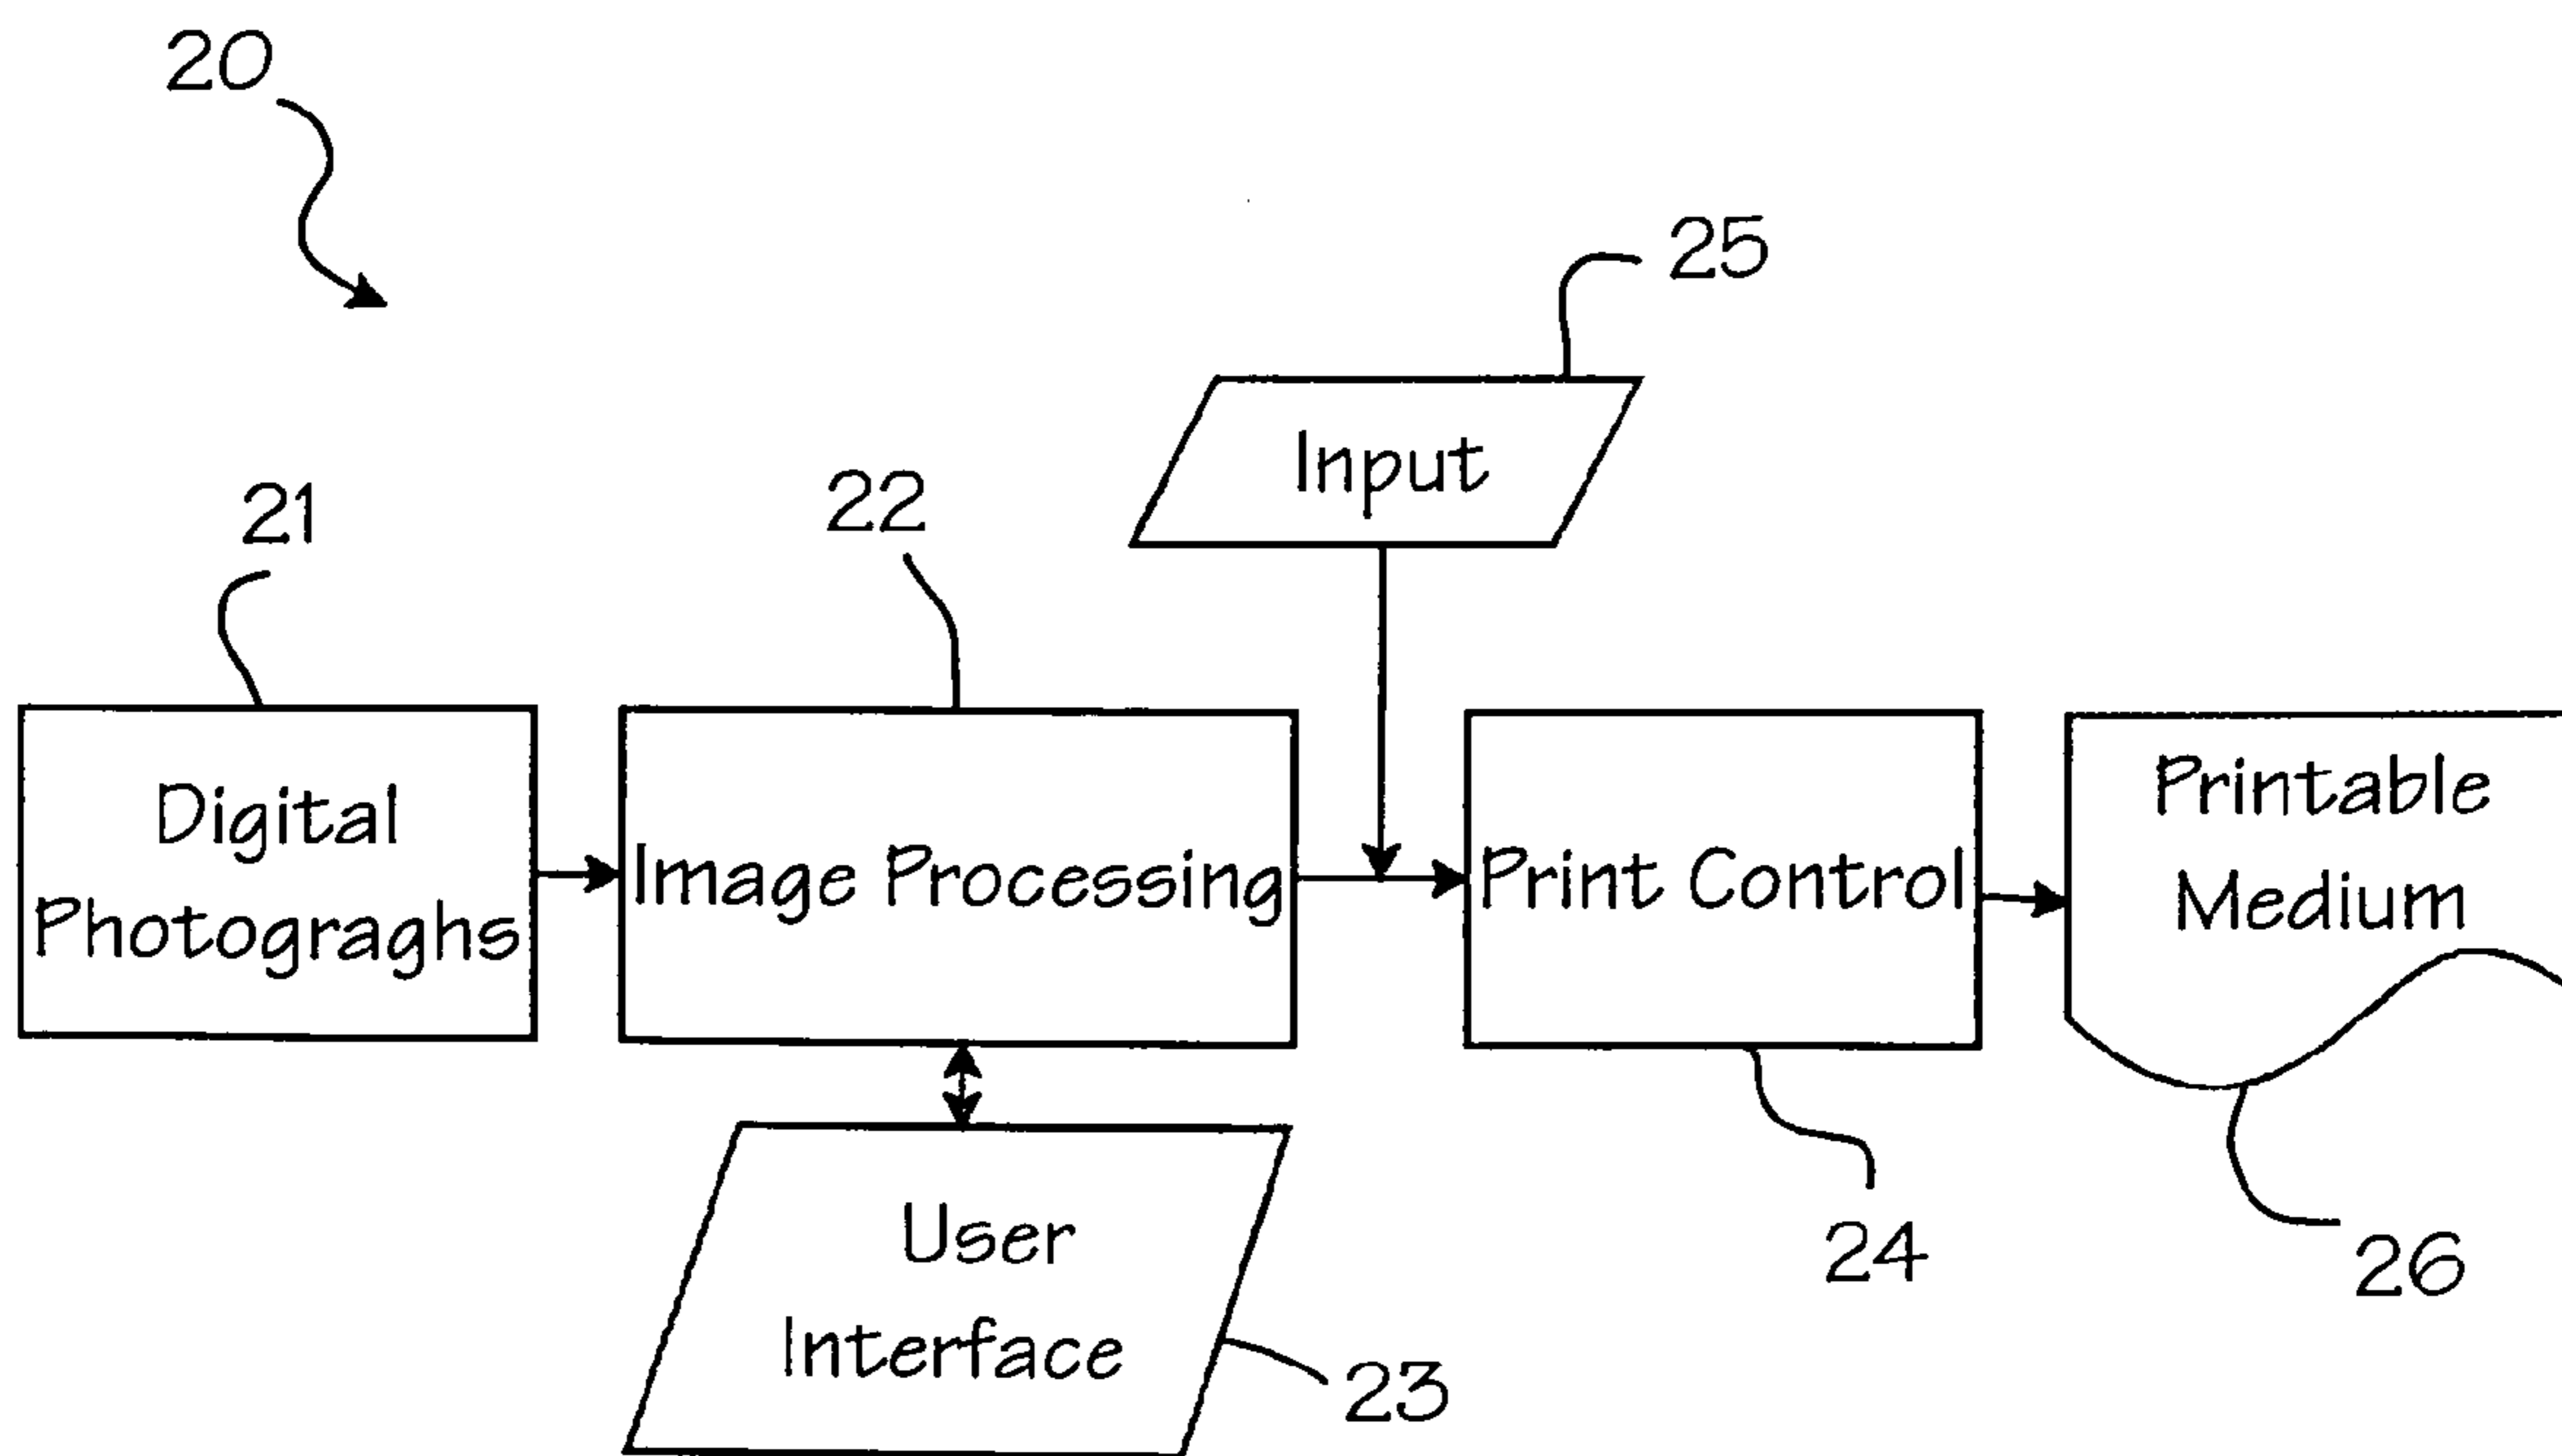 20
25
Input
21
22
Digital
Photograghs
Image Processing
Print Control
Printable
Medium
User
Interface
24
26
23